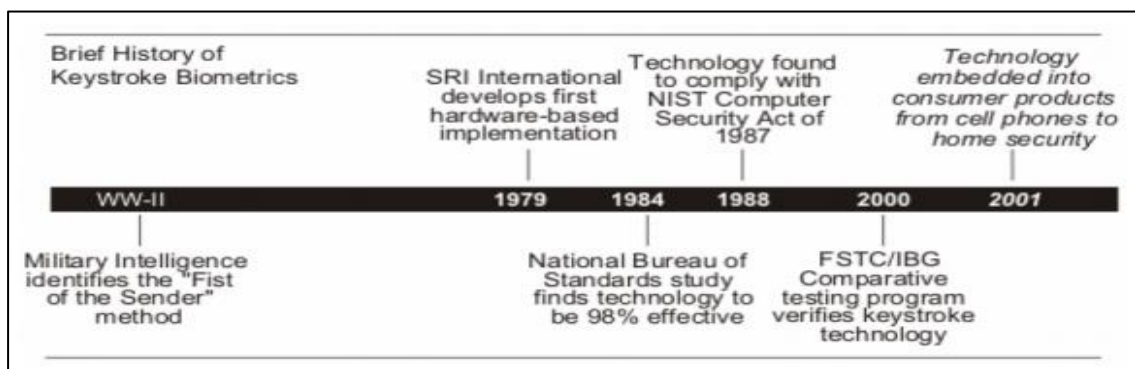 Brief History of
Keystroke Biometrics
SRI International
develops first
hardware-based
implementation
Technology found
to comply with
NIST Computer
Security Act of
1987
Technology
embedded into
consumer products
from cell phones to
home security
WW-II 1979 1984 1988 2000 2001
Military Intelligence
identifies the "Fist
of the Sender"
method
National Bureau of
Standards study
finds technology to
be 98% effective
FSTC/IBG
Comparative
testing program
verifies keystroke
technology